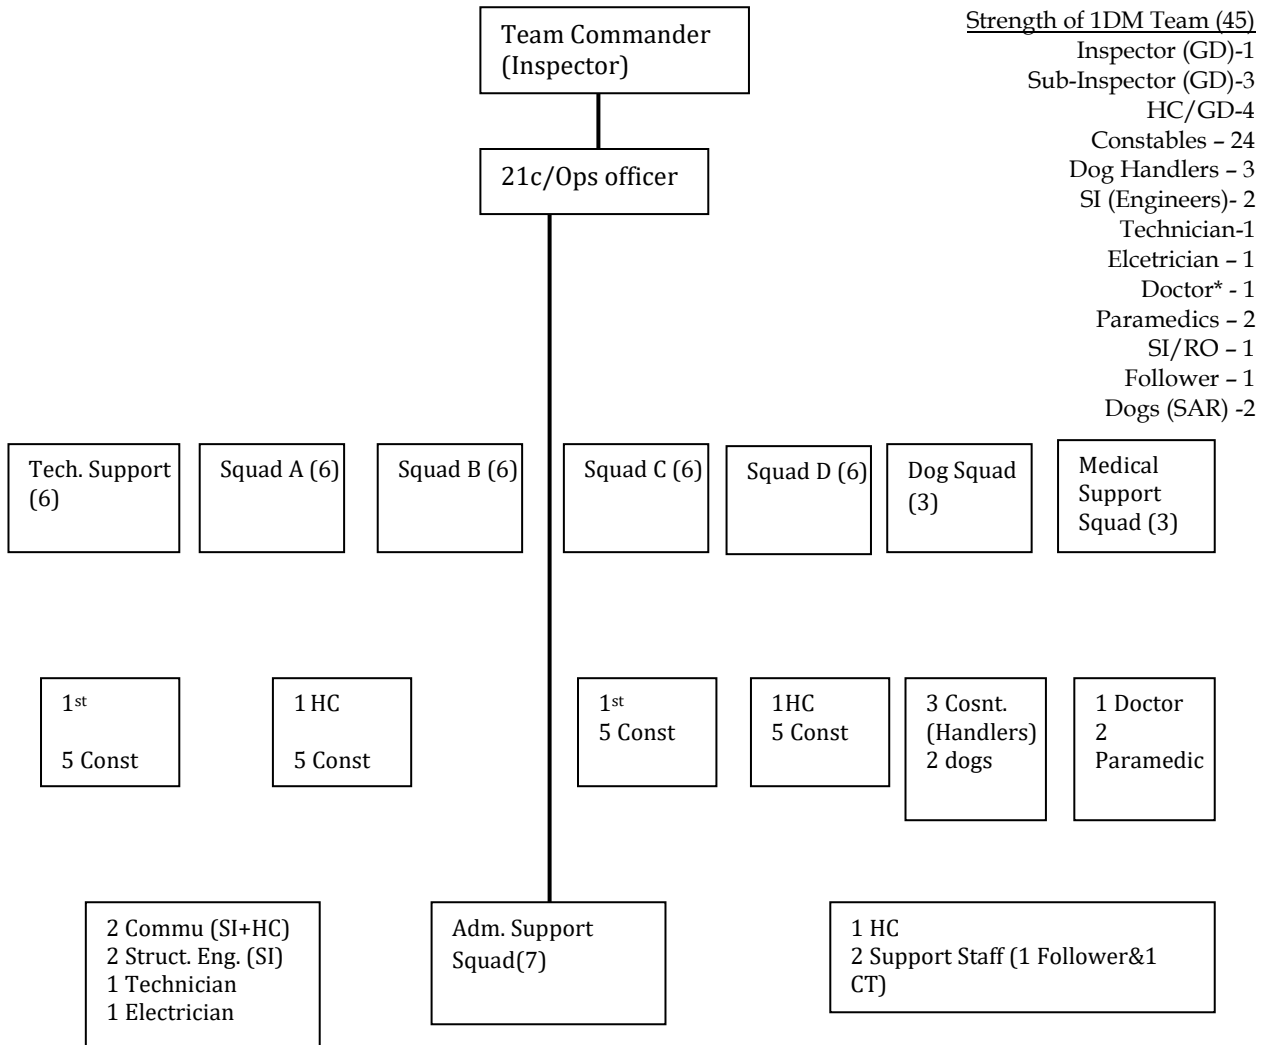 Team Commander
(Inspector)
21c/Ops officer
Strength of 1DM Team (45)
Inspector (GD)-1
Sub-Inspector (GD)-3
HC/GD-4
Constables – 24
Dog Handlers – 3
SI (Engineers)- 2
Technician-1
Elcetrician – 1
Doctor* - 1
Paramedics – 2
SI/RO – 1
Follower – 1
Dogs (SAR) -2
Tech. Support
(6)
Squad A (6)
Squad B (6)
Squad C (6)
Squad D (6)
Dog Squad
(3)
Medical
Support
Squad (3)
1st
5 Const
1 HC
5 Const
1st
5 Const
1HC
5 Const
3 Cosnt.
(Handlers)
2 dogs
1 Doctor
2
Paramedic
2 Commu (SI+HC)
2 Struct. Eng. (SI)
1 Technician
1 Electrician
Adm. Support
Squad(7)
1 HC
2 Support Staff (1 Follower&1
CT)